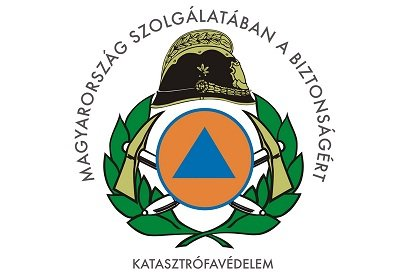 MAGYARORSZÁG SZOLGÁLATÁBAN A BIZTONSÁGÉRT
KATASZTRÓFAVÉDELEM